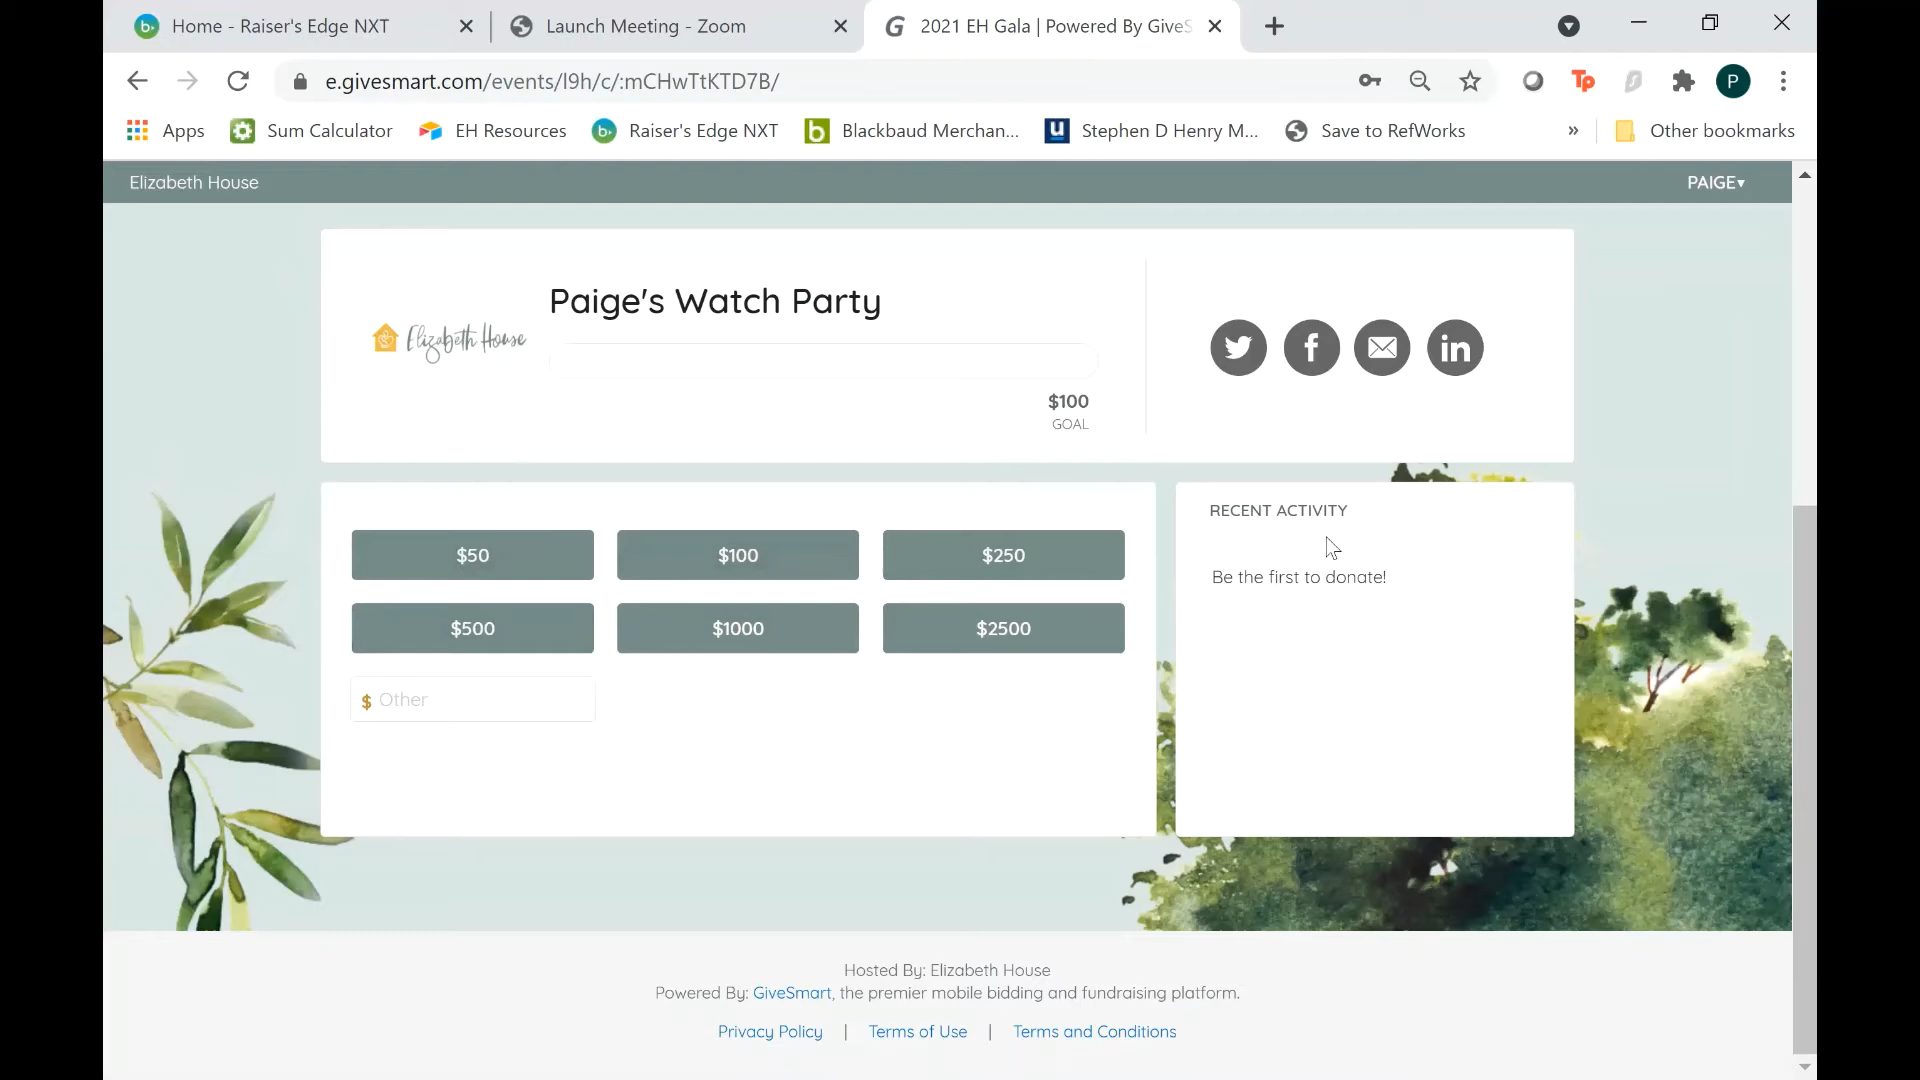 Home - Raiser's Edge NXT
Launch Meeting - Zoom
2021 EH Gala | Powered By GiveS
e.givesmart.com/events/l9h/c/:mCHwTtKTD7B/
Tp
P
Apps
Sum Calculator
EH Resources
Raiser's Edge NXT
Blackbaud Merchan...
Stephen D Henry M...
Save to RefWorks
»
Other bookmarks
Elizabeth House
PAIGE▾
Elizabeth House
Paige's Watch Party
$100
GOAL
$50
$100
$250
$500
$1000
$2500
$ Other
RECENT ACTIVITY
Be the first to donate!
Hosted By: Elizabeth House
Powered By: GiveSmart, the premier mobile bidding and fundraising platform.
Privacy Policy | Terms of Use | Terms and Conditions